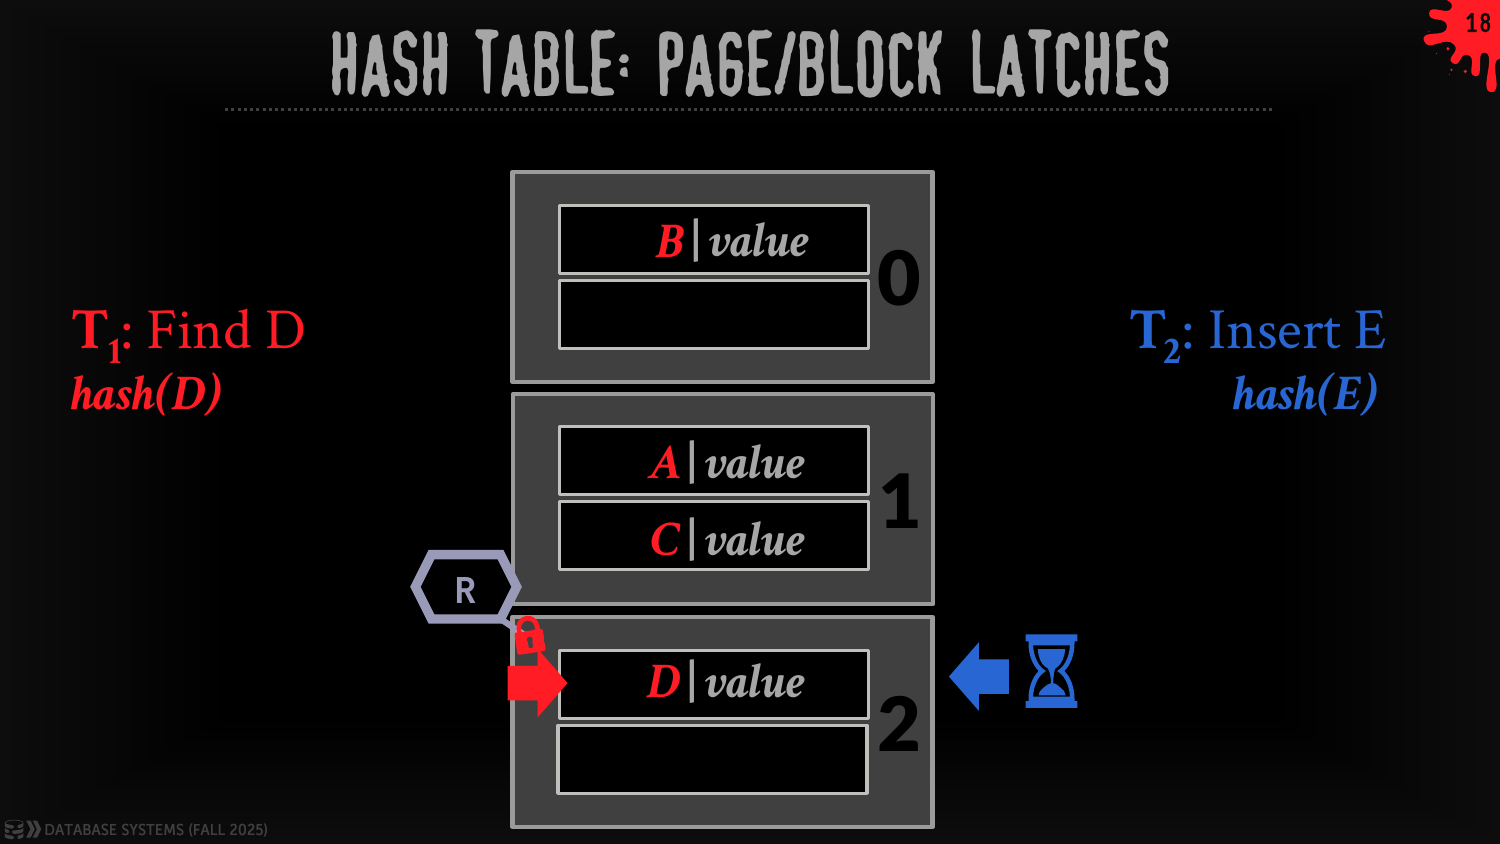 18
HASH TABLE: PAGE/BLOCK LATCHES
B|value
0
T1: Find D
hash(D)
T2: Insert E
hash(E)
A|value
1
C|value
R
D|value
2
DATABASE SYSTEMS (FALL 2025)